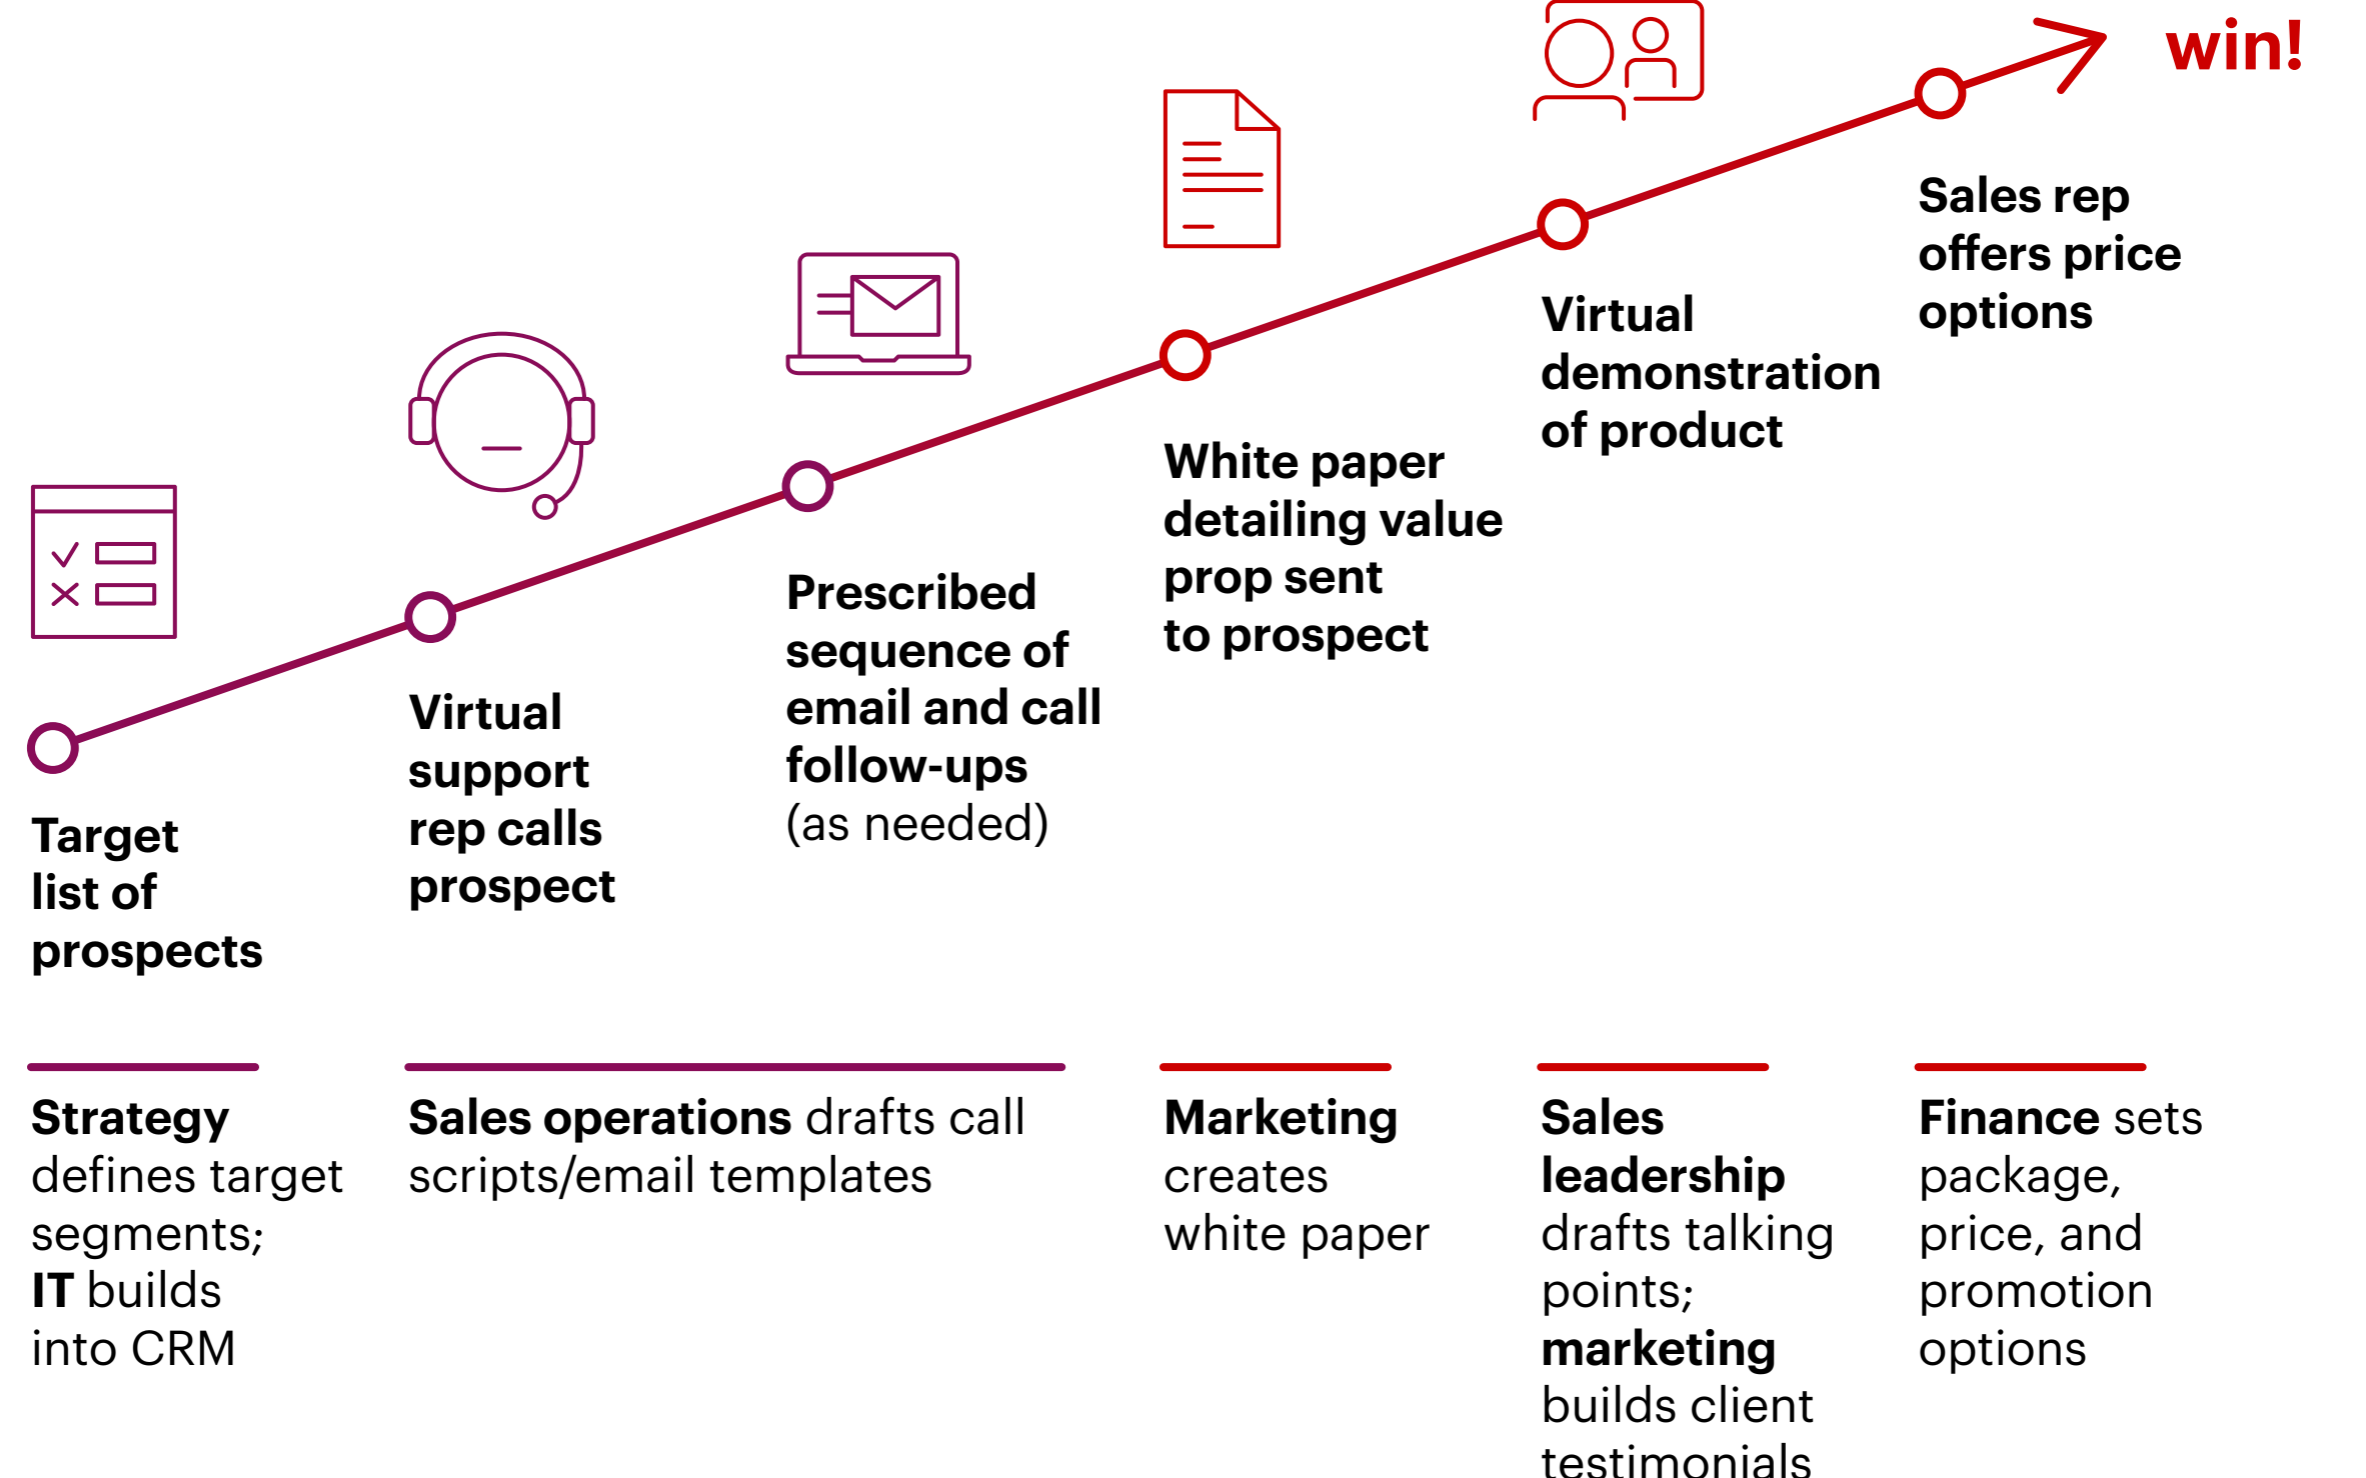 win!
Target
list of
prospects
Virtual
support
rep calls
prospect
Prescribed
sequence of
email and call
follow-ups
(as needed)
White paper
detailing value
prop sent
to prospect
Virtual
demonstration
of product
Sales rep
offers price
options
Strategy
defines target
segments;
IT builds
into CRM
Sales operations drafts call
scripts/email templates
Marketing
creates
white paper
Sales
leadership
drafts talking
points;
marketing
builds client
testimonials
Finance sets
package,
price, and
promotion
options